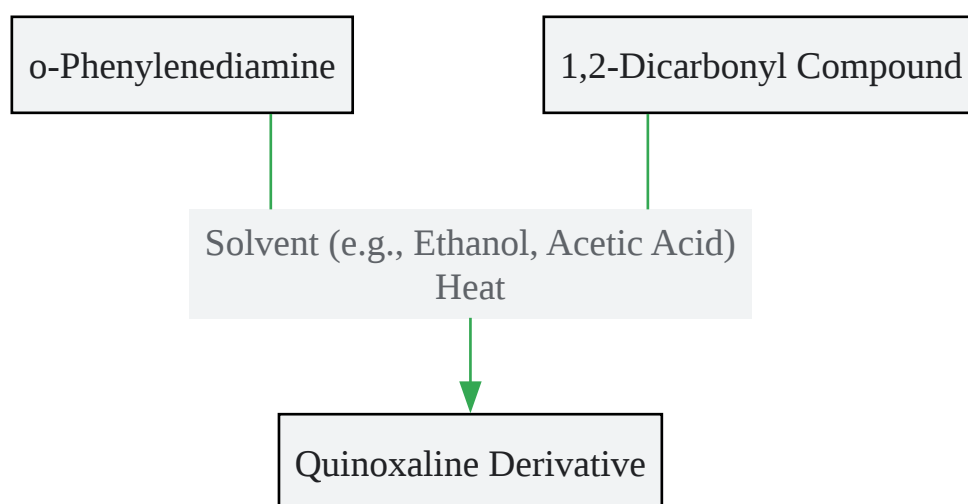 o-Phenylenediamine
1,2-Dicarbonyl Compound
Solvent (e.g., Ethanol, Acetic Acid)
Heat
Quinoxaline Derivative